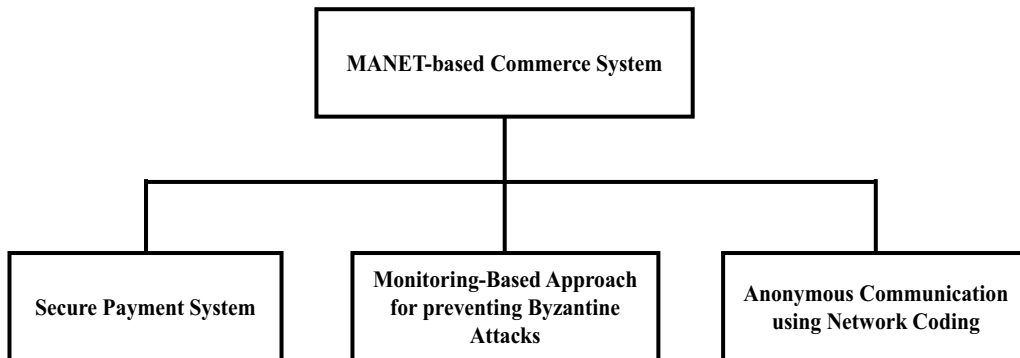 MANET-based Commerce System
Secure Payment System
Monitoring-Based Approach
for preventing Byzantine
Attacks
Anonymous Communication
using Network Coding